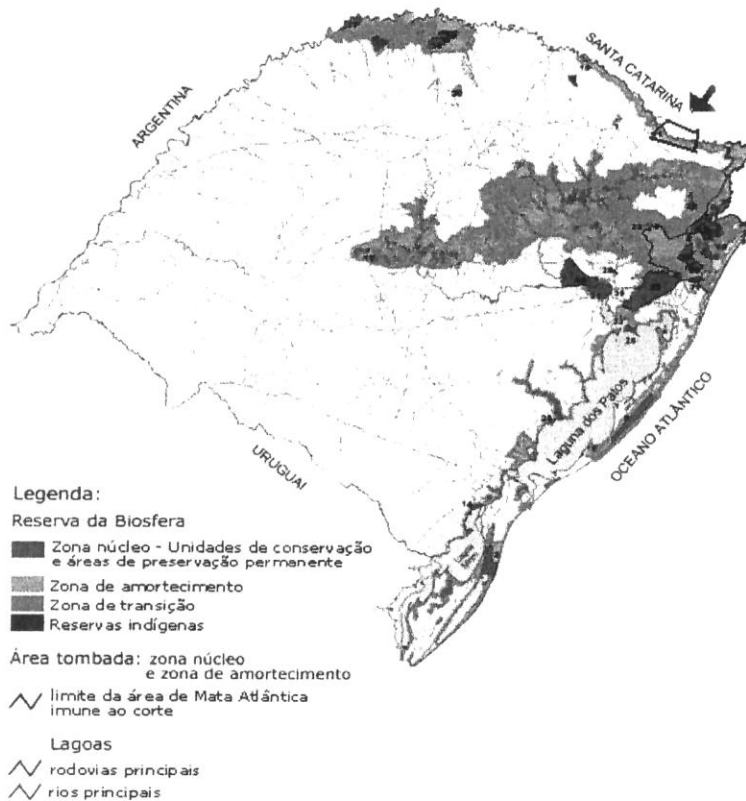 SANTA CATARINA
ARGENTINA
Laguna dos Patos
OCEANO ATLÂNTICO
URUGUAI
Legenda:
Reserva da Biosfera
Zona núcleo - Unidades de conservação
e áreas de preservação permanente
Zona de amortecimento
Zona de transição
Reservas indígenas
Área tombada: zona núcleo
e zona de amortecimento
limite da área de Mata Atlântica
imune ao corte
Lagoas
rodovias principais
rios principais